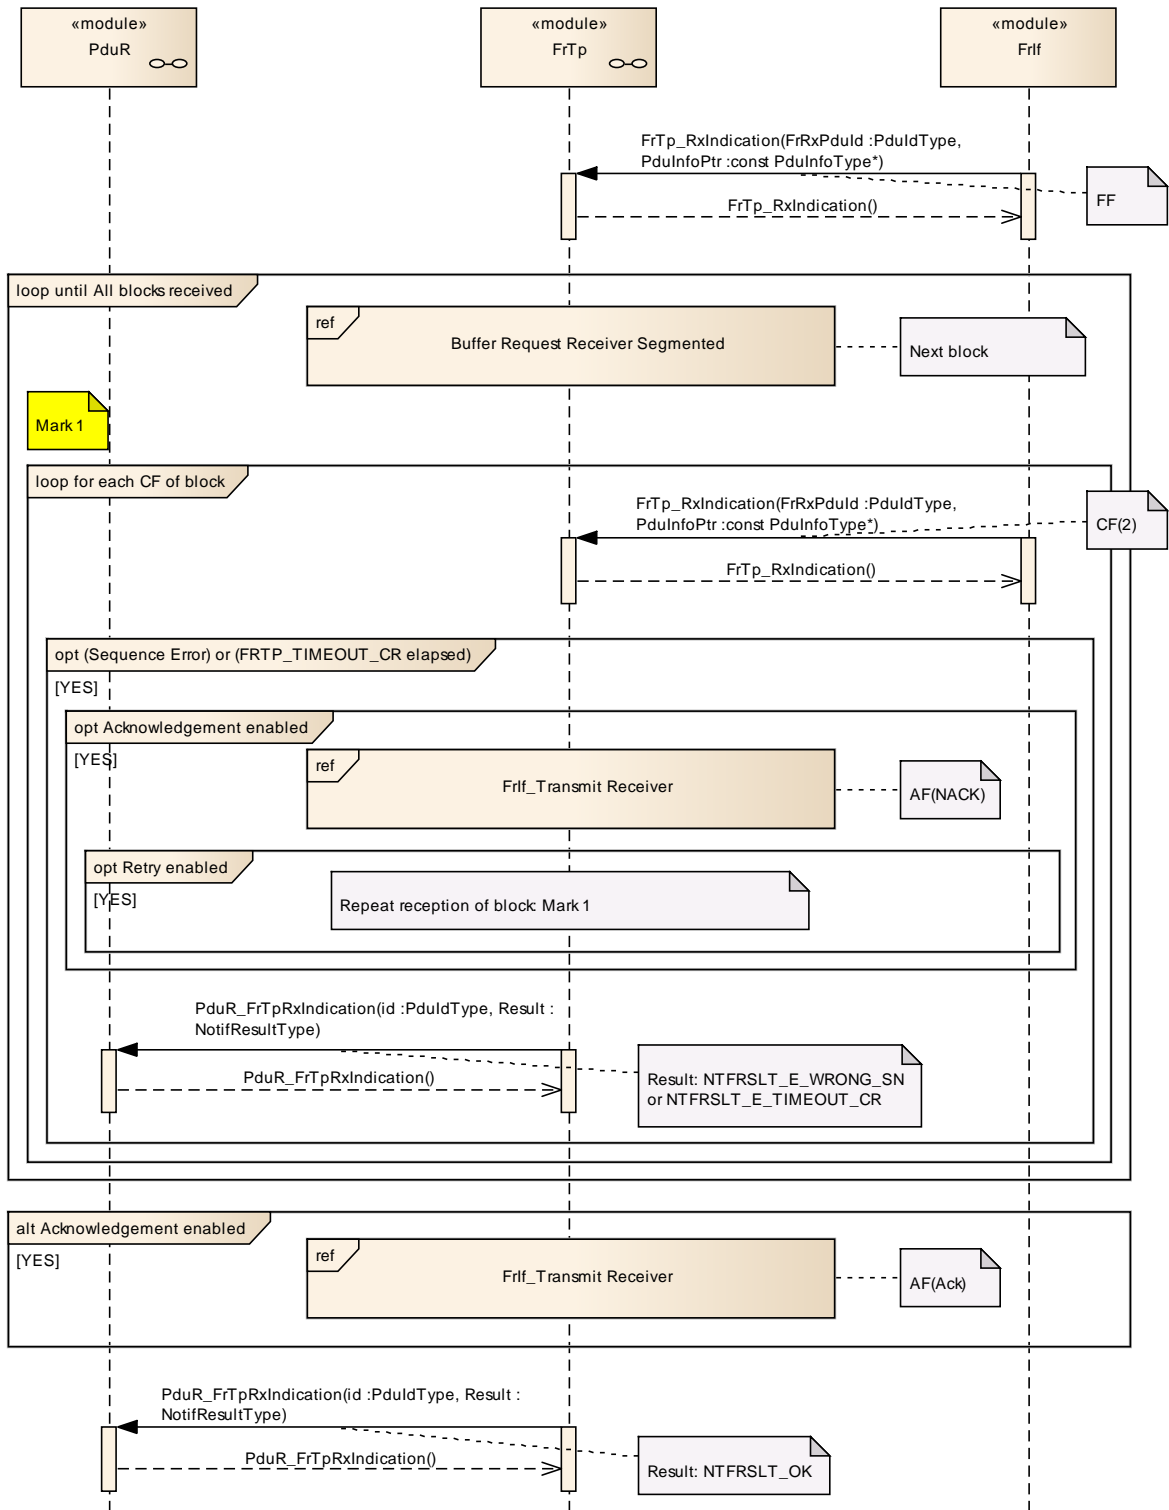 «module»
PduR
«module»
FrTp
«module»
FrIf
FrTp_RxIndication(FrRxPduId :PduIdType,
PduInfoPtr :const PduInfoType*)
FF
FrTp_RxIndication()
loop until All blocks received
ref
Buffer Request Receiver Segmented
Next block
Mark 1
loop for each CF of block
FrTp_RxIndication(FrRxPduId :PduIdType,
PduInfoPtr :const PduInfoType*)
CF(2)
FrTp_RxIndication()
opt (Sequence Error) or (FRTP_TIMEOUT_CR elapsed)
[YES]
opt Acknowledgement enabled
[YES]
ref
FrIf_Transmit Receiver
AF(NACK)
opt Retry enabled
[YES]
Repeat reception of block: Mark 1
PduR_FrTpRxIndication(id :PduIdType, Result :
NotifResultType)
PduR_FrTpRxIndication()
Result: NTFRSLT_E_WRONG_SN
or NTFRSLT_E_TIMEOUT_CR
alt Acknowledgement enabled
[YES]
ref
FrIf_Transmit Receiver
AF(Ack)
PduR_FrTpRxIndication(id :PduIdType, Result :
NotifResultType)
PduR_FrTpRxIndication()
Result: NTFRSLT_OK